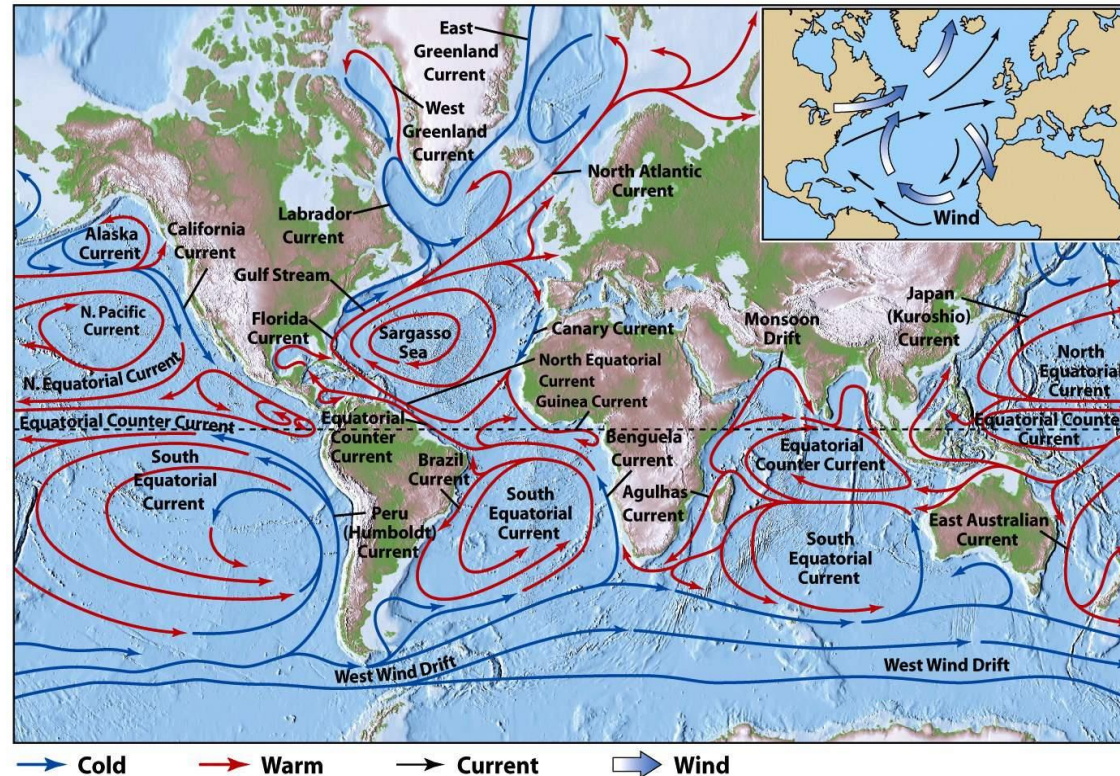 East
Greenland
Current
West
Greenland
Current
North Atlantic
Current
Labrador
Current
Alaska
Current
California
Current
Gulf Stream
N. Pacific
Current
Florida
Current
Sargasso
Sea
Canary Current
Monsoon
Drift
Japan
(Kuroshio)
Current
N. Equatorial Current
North Equatorial
Current
Guinea Current
North
Equatorial
Current
Equatorial Counter Current
Equatorial
Counter
Current
Equatorial Counter
Current
South
Equatorial
Current
Brazil
Current
Benguela
Current
Equatorial
Counter Current
Peru
(Humboldt)
Current
South
Equatorial
Current
Agulhas
Current
South
Equatorial
Current
East Australian
Current
West Wind Drift
West Wind Drift
Wind
Cold
Warm
Current
Wind